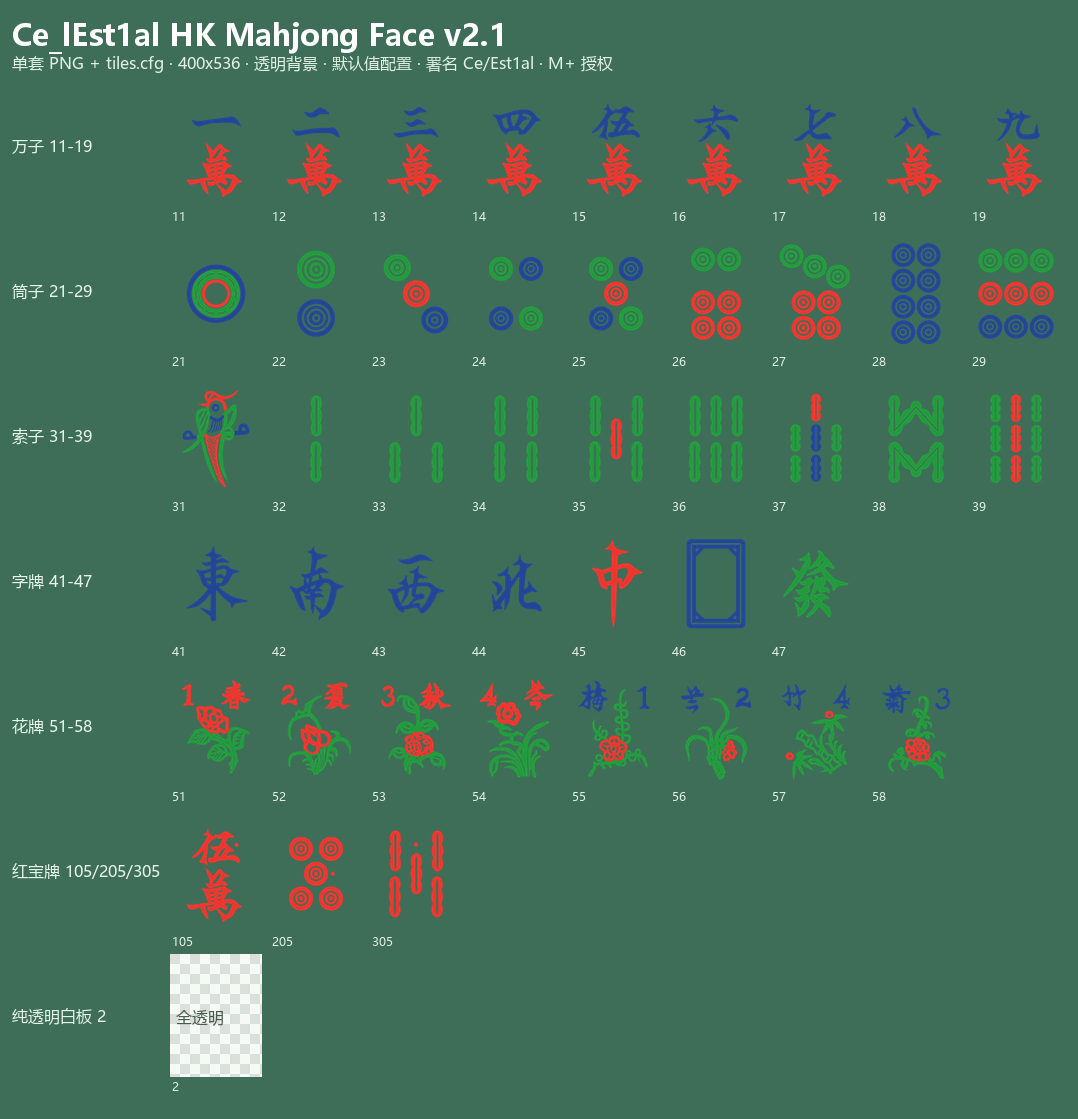 Ce_lEst1al HK Mahjong Face v2.1
单套 PNG + tiles.cfg · 400x536 · 透明背景 · 默认值配置 · 署名 Ce/Est1al · M+ 授权
一 二 三 四 伍 六 七 八 九
万子 11-19
萬 萬 萬 萬 萬 萬 萬 萬 萬
11 12 13 14 15 16 17 18 19
筒子 21-29
21 22 23 24 25 26 27 28 29
索子 31-39
31 32 33 34 35 36 37 38 39
字牌 41-47
東 南 西 北 中 發
41 42 43 44 45 46 47
1 春 2 夏 3 秋 4 冬 1 2 竹 4 菊 3
花牌 51-58
51 52 53 54 55 56 57 58
伍
红宝牌 105/205/305
萬
105 205 305
纯透明白板 2
全透明
2